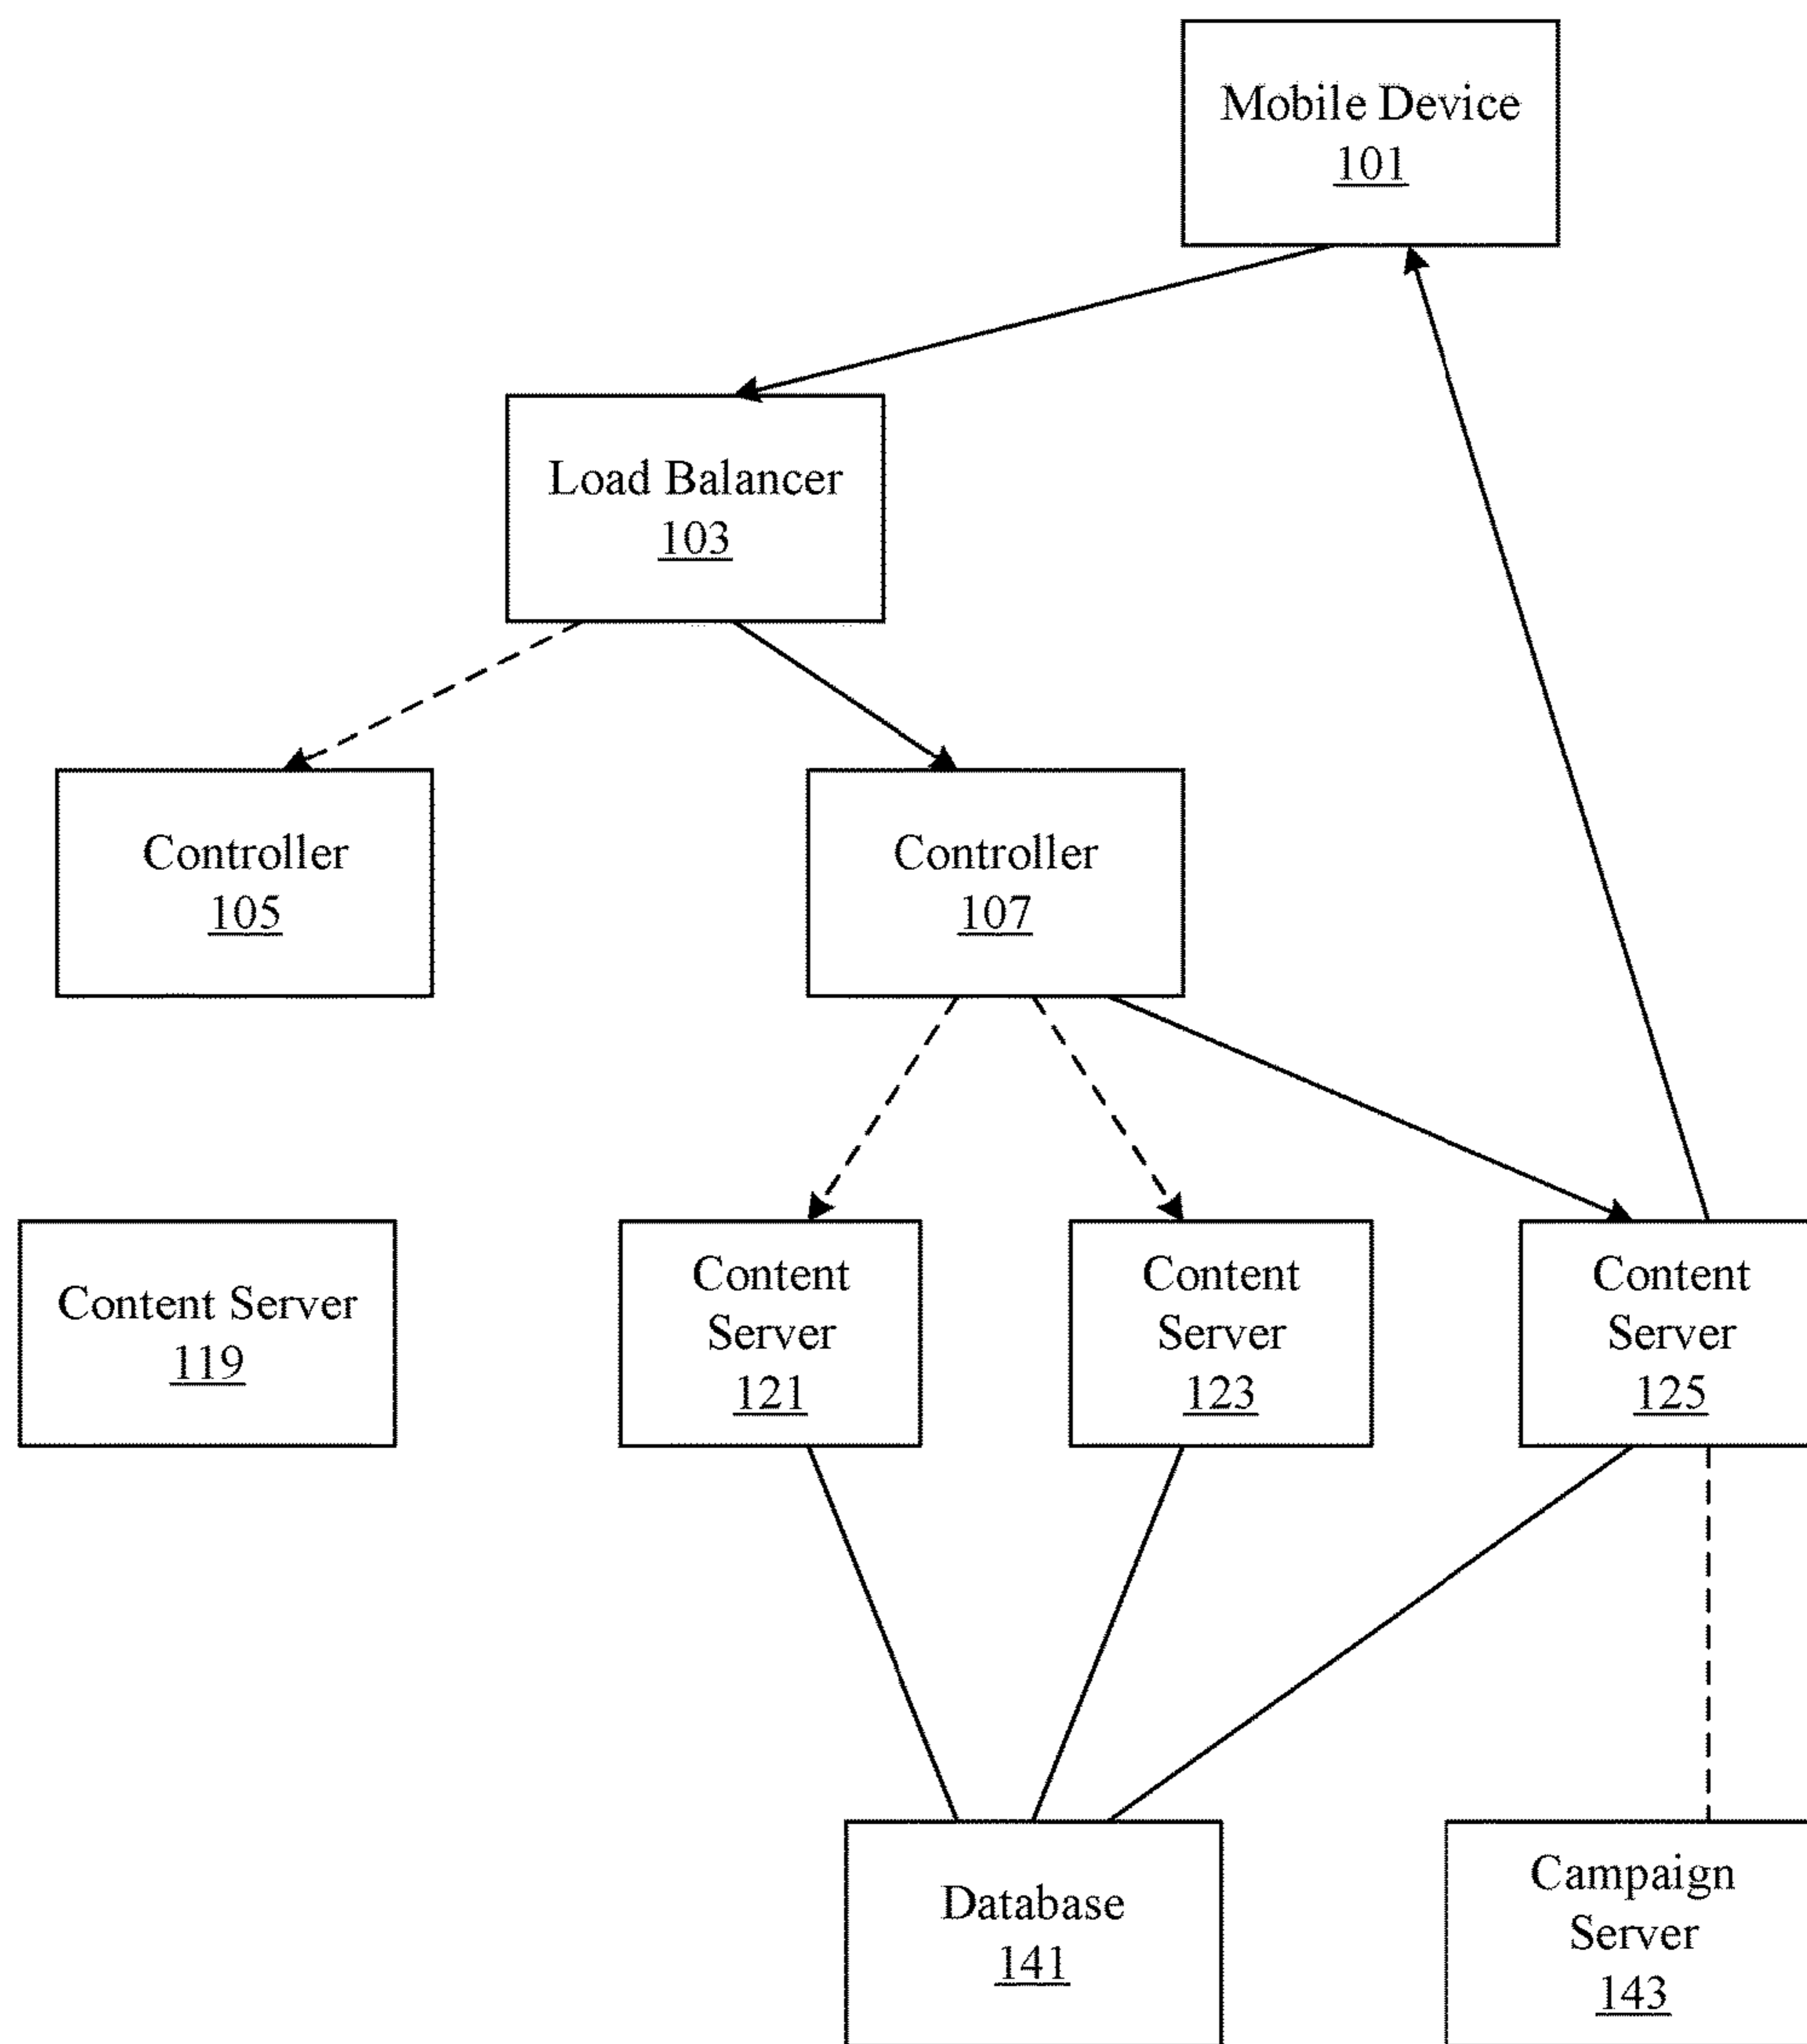 Mobile Device
101
Load Balancer
103
Controller
105
Controller
107
Content Server
119
Content
Server
121
Content
Server
123
Content
Server
125
Database
141
Campaign
Server
143